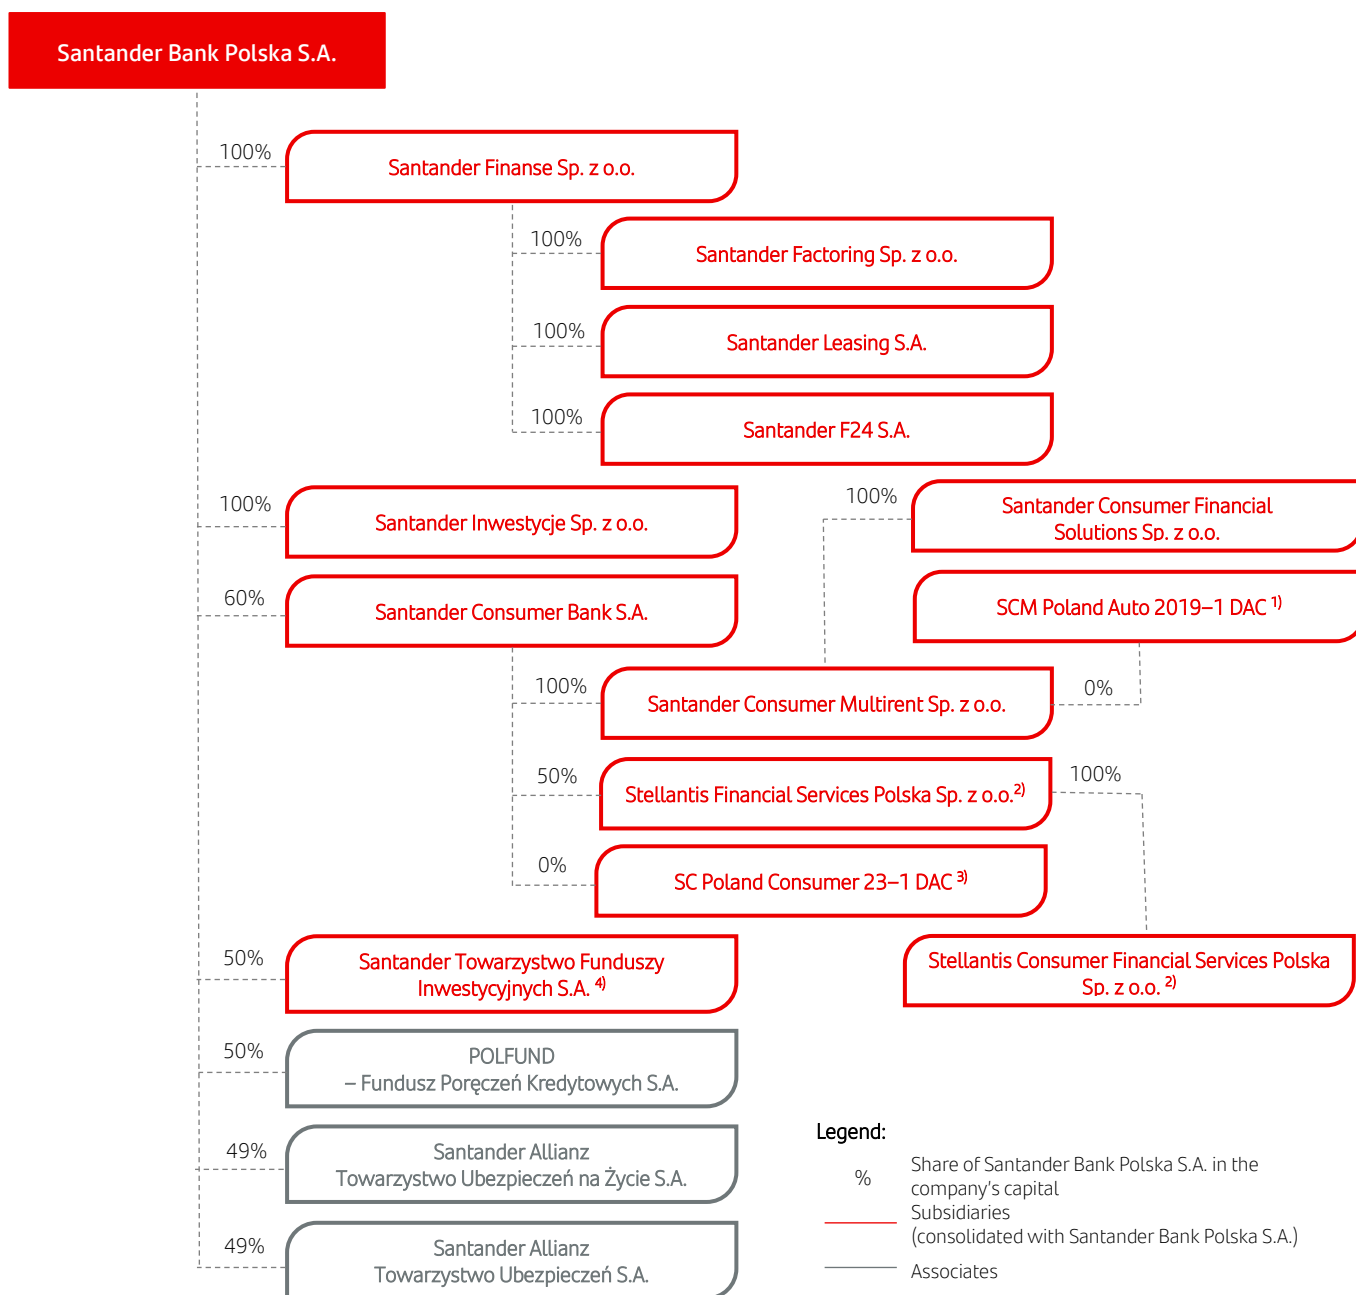 Santander Bank Polska S.A.
100%
Santander Finanse Sp. z o.o.
100%
Santander Factoring Sp. z o.o.
100%
Santander Leasing S.A.
100%
Santander F24 S.A.
100%
Santander Inwestycje Sp. z o.o.
100%
Santander Consumer Financial
Solutions Sp. z o.o.
60%
Santander Consumer Bank S.A.
SCM Poland Auto 2019–1 DAC 1)
100%
Santander Consumer Multirent Sp. z o.o.
0%
50%
Stellantis Financial Services Polska Sp. z o.o.2)
100%
0%
SC Poland Consumer 23–1 DAC 3)
50%
Santander Towarzystwo Funduszy
Inwestycyjnych S.A. 4)
Stellantis Consumer Financial Services Polska
Sp. z o.o. 2)
50%
POLFUND
– Fundusz Poręczeń Kredytowych S.A.
49%
Santander Allianz
Towarzystwo Ubezpieczeń na Życie S.A.
49%
Santander Allianz
Towarzystwo Ubezpieczeń S.A.
Legend:
%
Share of Santander Bank Polska S.A. in the
company's capital
Subsidiaries
(consolidated with Santander Bank Polska S.A.)
Associates